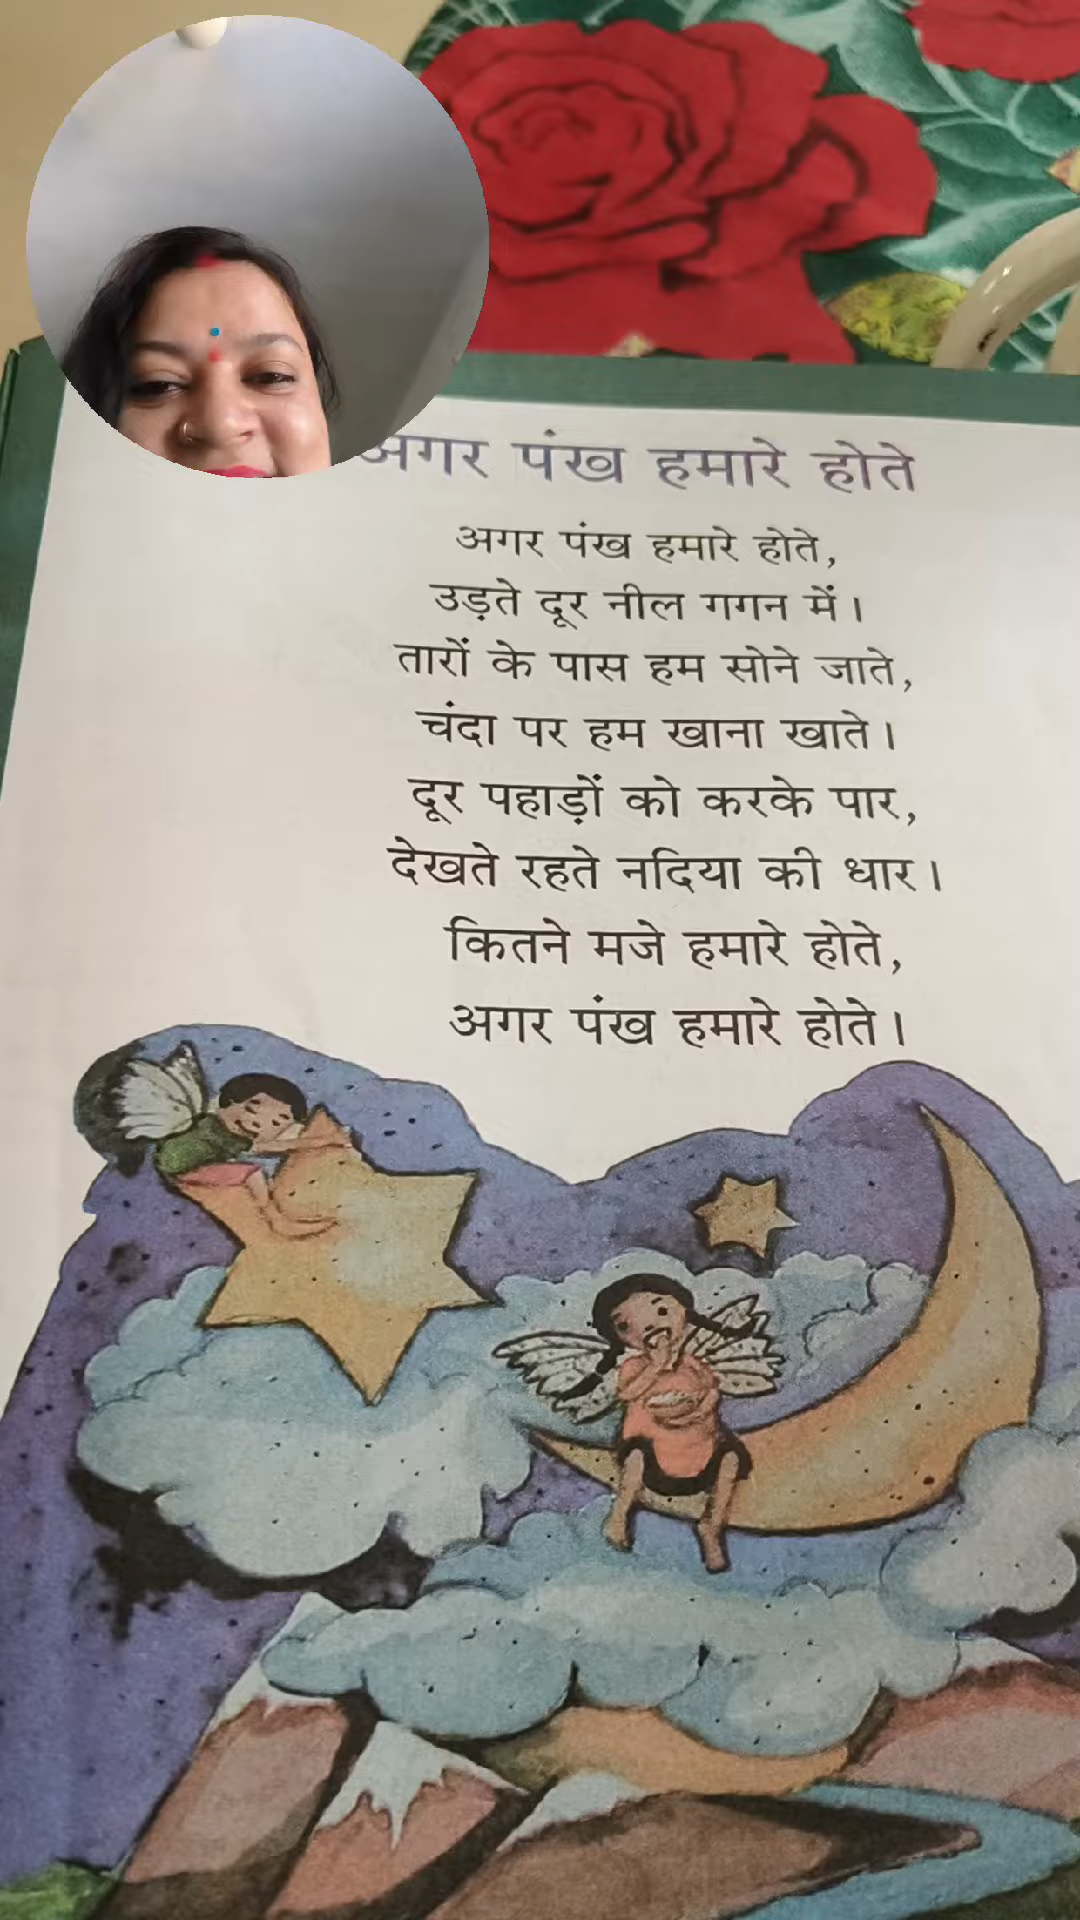 अगर पंख हमारे होते
अगर पंख हमारे होते,
उड़ते दूर नील गगन में।
तारों के पास हम सोने जाते,
चंदा पर हम खाना खाते।
दूर पहाड़ों को करके पार,
देखते रहते नदिया की धार।
कितने मजे हमारे होते,
अगर पंख हमारे होते।